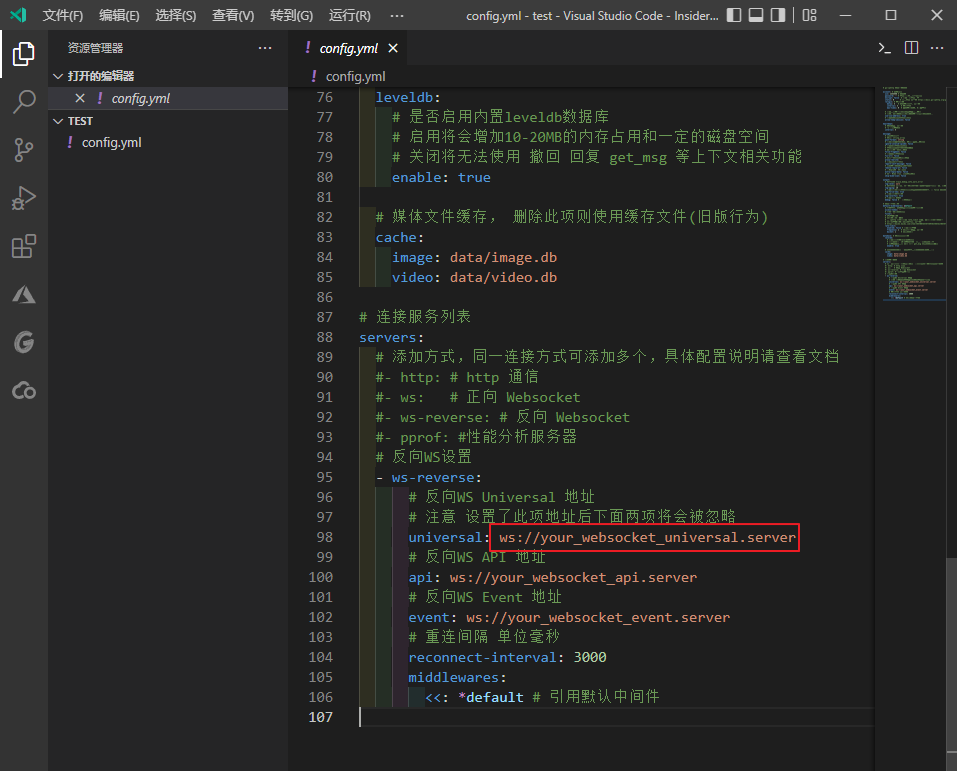 文件(F) 编辑(E) 选择(S) 查看(V) 转到(G) 运行(R) ··· config.yml - test - Visual Studio Code - Insider...
资源管理器 ···
打开的编辑器
config.yml
TEST
! config.yml
! config.yml
! config.yml
76 leveldb:
77 # 是否启用内置leveldb数据库
78 # 启用将会增加10-20MB的内存占用和一定的磁盘空间
79 # 关闭将无法使用 撤回 回复 get_msg 等上下文相关功能
80 enable: true
81
82 # 媒体文件缓存, 删除此项则使用缓存文件(旧版行为)
83 cache:
84 image: data/image.db
85 video: data/video.db
86
87 # 连接服务列表
88 servers:
89 # 添加方式，同一连接方式可添加多个，具体配置说明请查看文档
90 #- http: # http 通信
91 #- ws:   # 正向 Websocket
92 #- ws-reverse: # 反向 Websocket
93 #- pprof: #性能分析服务器
94 # 反向WS设置
95 - ws-reverse:
96 # 反向WS Universal 地址
97 # 注意 设置了此项地址后下面两项将会被忽略
98 universal: ws://your_websocket_universal.server
99 # 反向WS API 地址
100 api: ws://your_websocket_api.server
101 # 反向WS Event 地址
102 event: ws://your_websocket_event.server
103 # 重连间隔 单位毫秒
104 reconnect-interval: 3000
105 middlewares:
106 <<: *default # 引用默认中间件
107